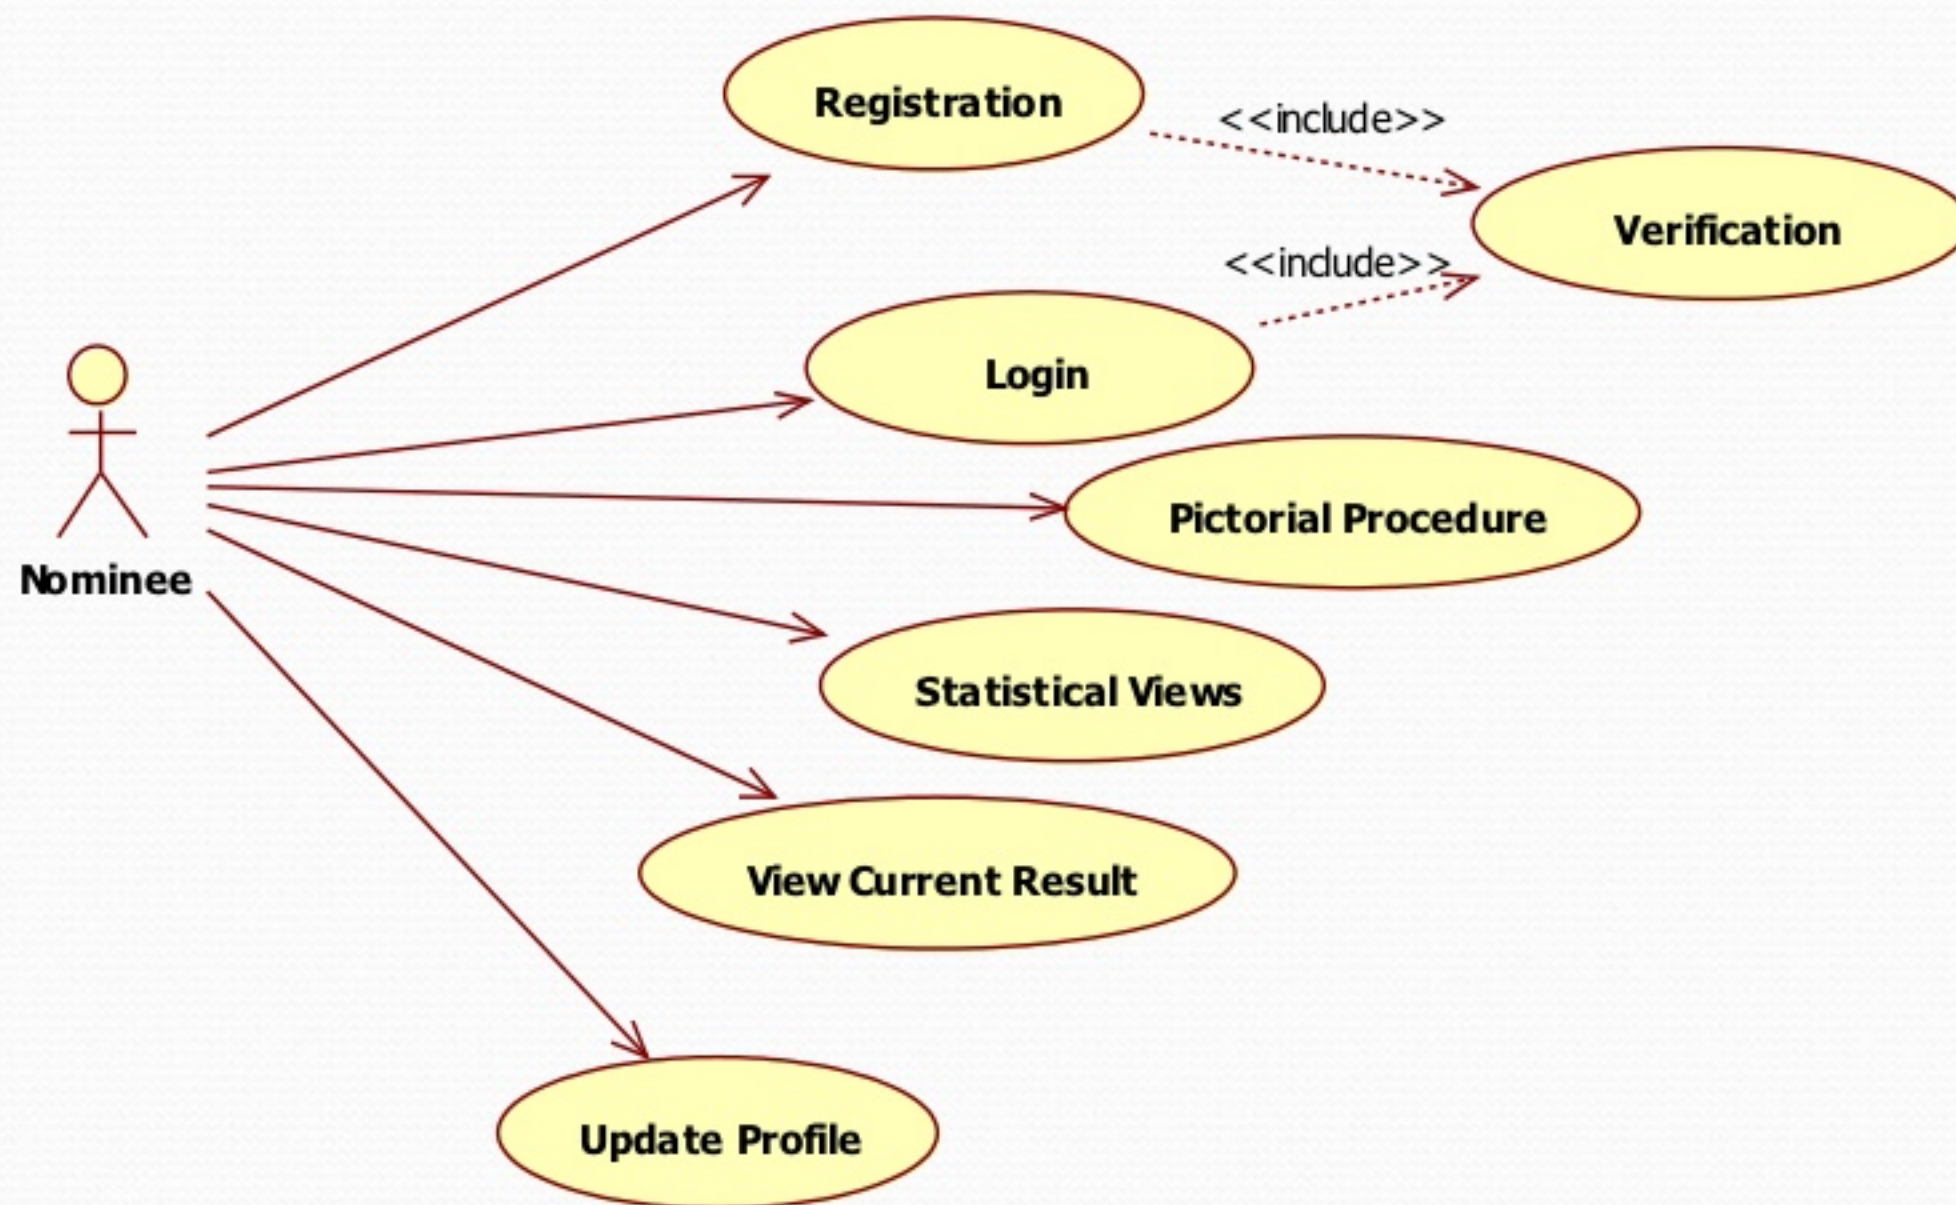 Registration
<<include>>
Verification
<<include>>
Login
Pictorial Procedure
Nominee
Statistical Views
View Current Result
Update Profile